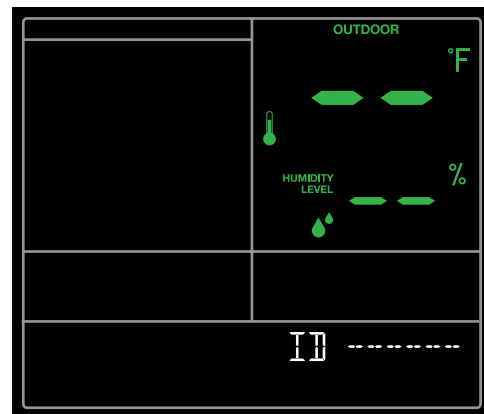 OUTDOOR
°F
– –
HUMIDITY
LEVEL
%
– –
ID -------